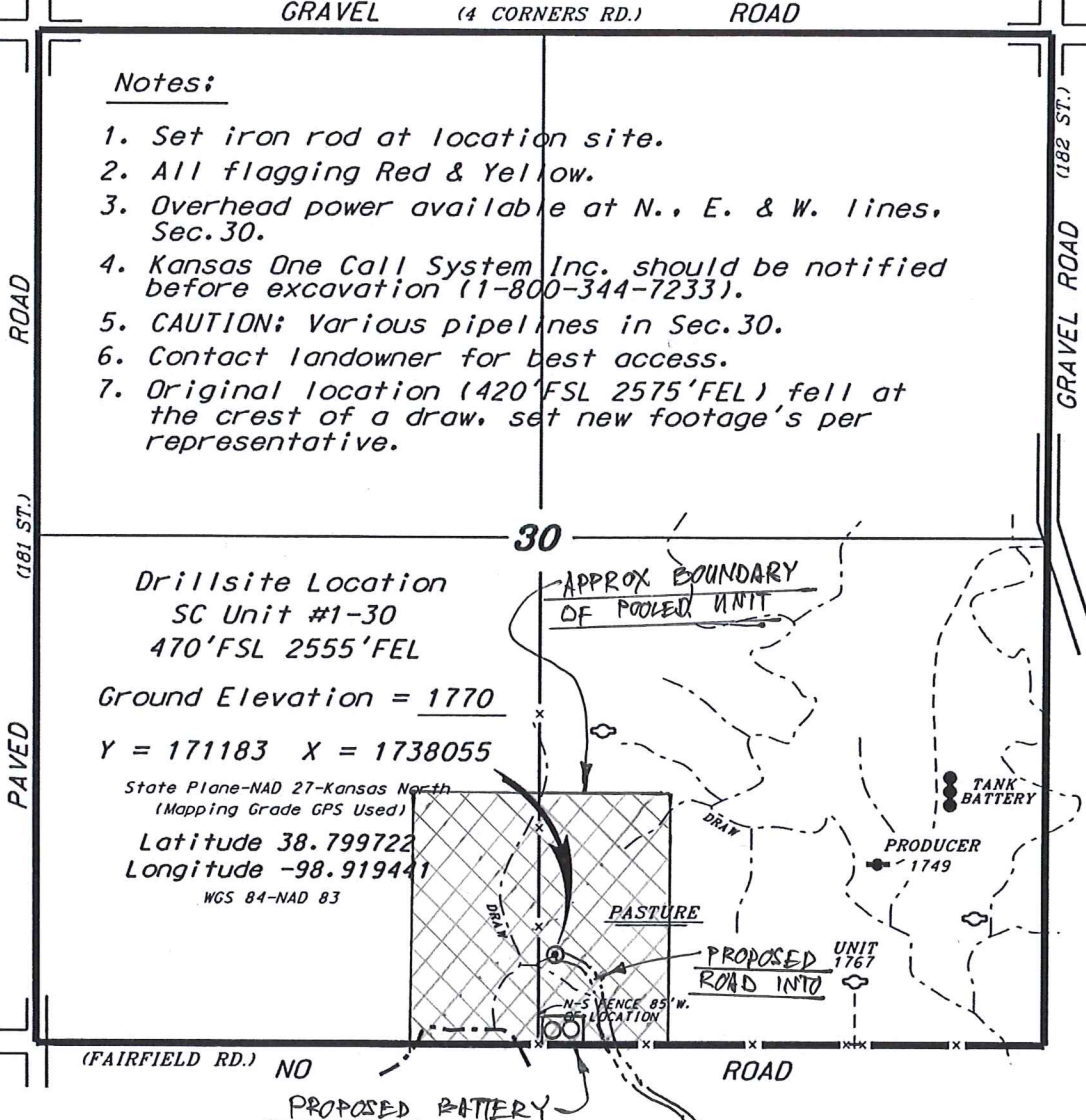 GRAVEL (4 CORNERS RD.) ROAD
Notes:
1. Set iron rod at location site.
2. All flagging Red & Yellow.
3. Overhead power available at N., E. & W. lines,
Sec.30.
4. Kansas One Call System Inc. should be notified
before excavation (1-800-344-7233).
5. CAUTION: Various pipelines in Sec.30.
6. Contact landowner for best access.
7. Original location (420'FSL 2575'FEL) fell at
the crest of a draw, set new footage's per
representative.
(182 ST.)
GRAVEL ROAD
ROAD
(181 ST.)
PAVED
30
Drillsite Location
SC Unit #1-30
470'FSL 2555'FEL
Ground Elevation = 1770
Y = 171183 X = 1738055
State Plane-NAD 27-Kansas North
(Mapping Grade GPS Used)
Latitude 38.799722
Longitude -98.919441
WGS 84-NAD 83
APPROX BOUNDARY
OF POOLED UNIT
TANK
BATTERY
DRAW
PRODUCER
1749
DRAW
PASTURE
PROPOSED
ROAD INTO
UNIT
1767
N-S FENCE 85'W.
OF LOCATION
(FAIRFIELD RD.) NO ROAD
PROPOSED BATTERY